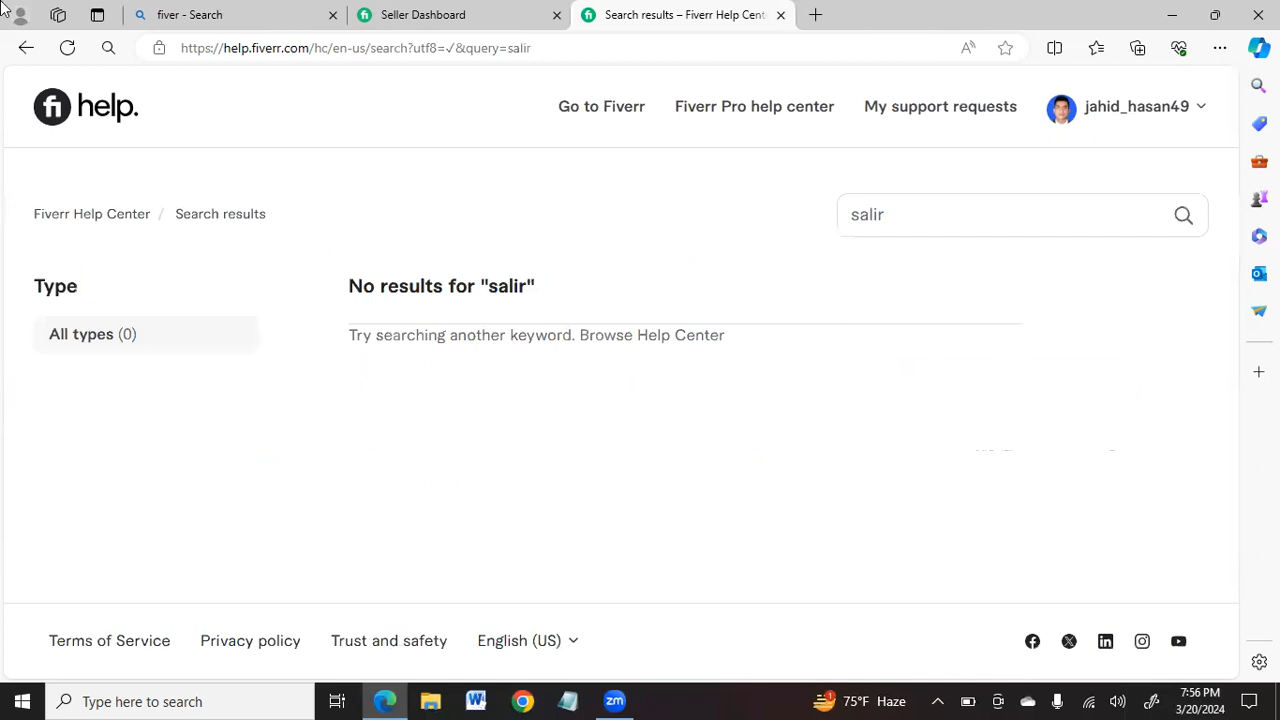 fiver - Search
Seller Dashboard
Search results – Fiverr Help Cent
https://help.fiverr.com/hc/en-us/search?utf8=✓&query=salir
fi help.
Go to Fiverr
Fiverr Pro help center
My support requests
jahid_hasan49
Fiverr Help Center / Search results
salir
Type
No results for "salir"
All types (0)
Try searching another keyword. Browse Help Center
Terms of Service
Privacy policy
Trust and safety
English (US)
Type here to search
zm
1
75°F Haze
7:56 PM
3/20/2024